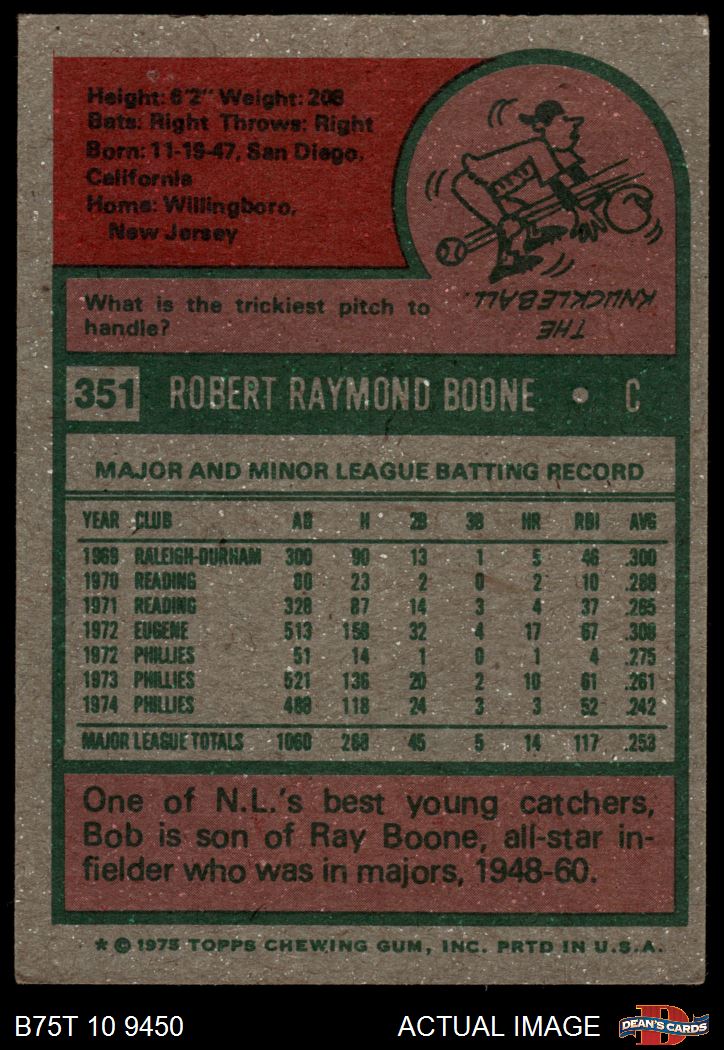 Height: 6'2" Weight: 208
Bats: Right Throws: Right
Born: 11-19-47, San Diego,
California
Home: Willingboro,
New Jersey
What is the trickiest pitch to
handle?
THE
KNUCKLEBALL.
351 ROBERT RAYMOND BOONE • C
MAJOR AND MINOR LEAGUE BATTING RECORD
YEAR CLUB AB H 2B 3B HR RBI AVG
1969 RALEIGH-DURHAM 300 90 13 1 5 46 .300
1970 READING 80 23 2 0 2 10 .288
1971 READING 328 87 14 3 4 37 .265
1972 EUGENE 513 158 32 4 17 67 .308
1972 PHILLIES 51 14 1 0 1 4 .275
1973 PHILLIES 521 136 20 2 10 61 .261
1974 PHILLIES 488 118 24 3 3 52 .242
MAJOR LEAGUE TOTALS 1060 268 45 5 14 117 .253
One of N.L.'s best young catchers,
Bob is son of Ray Boone, all-star in-
fielder who was in majors, 1948-60.
* © 1975 TOPPS CHEWING GUM, INC. PRTD IN U.S.A.
B75T 10 9450 ACTUAL IMAGE D DEAN'S CARDS